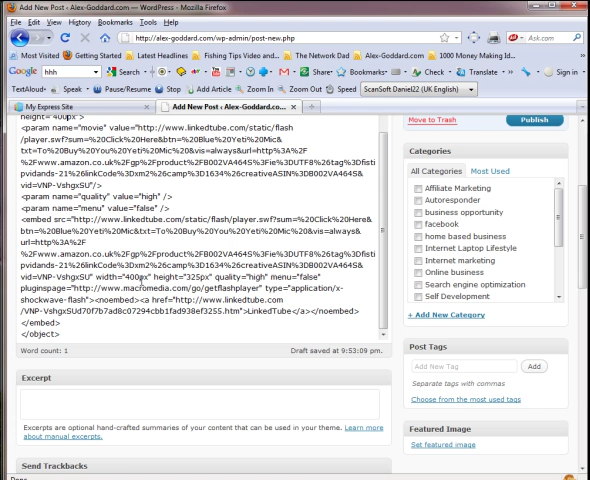 Add New Post ‹ Alex-Goddard.com — WordPress - Mozilla Firefox
File Edit View History Bookmarks Tools Help
http://alex-goddard.com/wp-admin/post-new.php
Ask.com
Most Visited Getting Started Latest Headlines Fishing Tips Video and... The Network Dad Alex-Goddard.com 1000 Money Making Id...
Google hhh Search Share Bookmarks Check Translate Sign in
TextAloud: Speak Pause/Resume Stop Add Article Zoom In Zoom Out Speed ScanSoft Daniel22 (UK English)
My Express Site
Add New Post ‹ Alex-Goddard.co...
height="400px">
<param name="movie" value="http://www.linkedtube.com/static/flash
/player.swf?sum=%20Click%20Here&btn=%20Blue%20Yeti%20Mic&
txt=To%20Buy%20You%20Yeti%20Mic%20&vis=always&url=http%3A%2F
%2Fwww.amazon.co.uk%2Fgp%2Fproduct%2FB002VA464S%3Fie%3DUTF8%26tag%3Dfisti
pvidands-21%26linkCode%3Dxm2%26camp%3D1634%26creativeASIN%3DB002VA464S&
vid=VNP-VshgxSU"/>
<param name="quality" value="high" />
<param name="menu" value="false" />
<embed src="http://www.linkedtube.com/static/flash/player.swf?sum=%20Click%20Here&
btn=%20Blue%20Yeti%20Mic&txt=To%20Buy%20You%20Yeti%20Mic%20&vis=always&
url=http%3A%2F
%2Fwww.amazon.co.uk%2Fgp%2Fproduct%2FB002VA464S%3Fie%3DUTF8%26tag%3Dfisti
pvidands-21%26linkCode%3Dxm2%26camp%3D1634%26creativeASIN%3DB002VA464S&
vid=VNP-VshgxSU" width="400px" height="325px" quality="high" menu="false"
pluginspage="http://www.macromedia.com/go/getflashplayer" type="application/x-
shockwave-flash"><noembed><a href="http://www.linkedtube.com
/VNP-VshgxSUd70f7b7ad8c07294cbb1fad938ef3255.htm">LinkedTube</a></noembed>
</embed>
</object>
Word count: 1
Draft saved at 9:53:09 pm.
Excerpt
Excerpts are optional hand-crafted summaries of your content that can be used in your theme. Learn more
about manual excerpts.
Send Trackbacks
Move to Trash
Publish
Categories
All Categories Most Used
Affiliate Marketing
Autoresponder
business opportunity
facebook
home based business
Internet Laptop Lifestyle
Internet marketing
Online business
Search engine optimization
Self Development
+ Add New Category
Post Tags
Add New Tag
Add
Separate tags with commas
Choose from the most used tags
Featured Image
Set featured image
Done